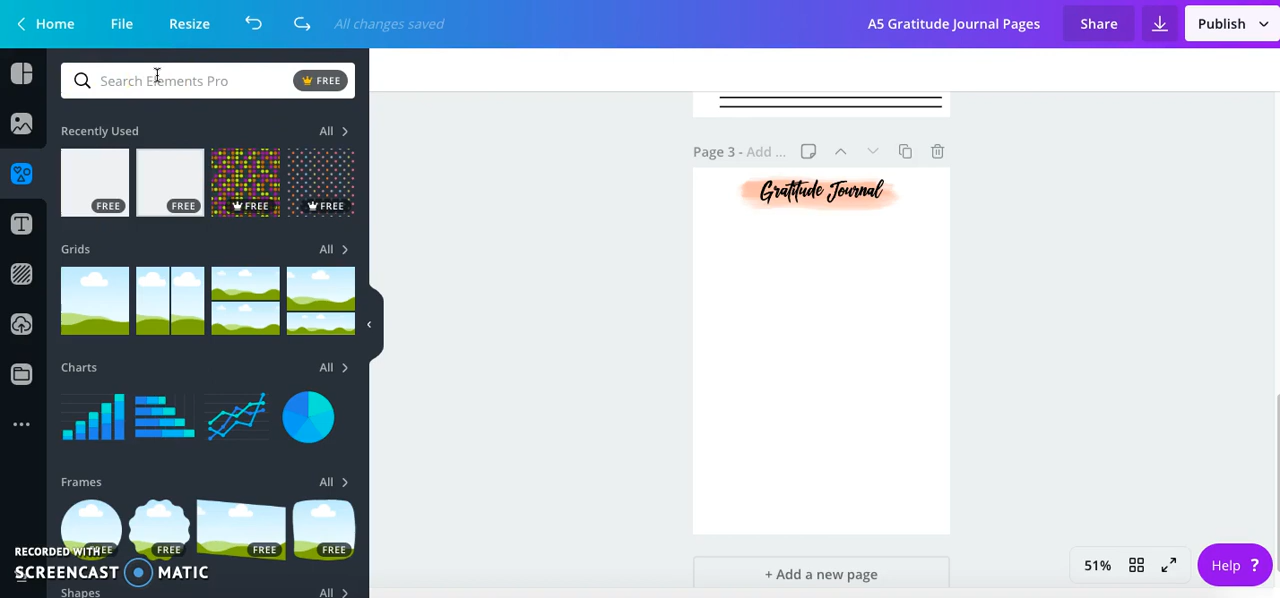 Home File Resize All changes saved A5 Gratitude Journal Pages Share Publish
Search Elements Pro FREE
Recently Used All
FREE FREE FREE FREE
Grids All
Charts All
Frames All
FREE FREE FREE
Shapes All
Page 3 - Add ...
Gratitude Journal
+ Add a new page
51% Help ?
RECORDED WITH
SCREENCAST MATIC